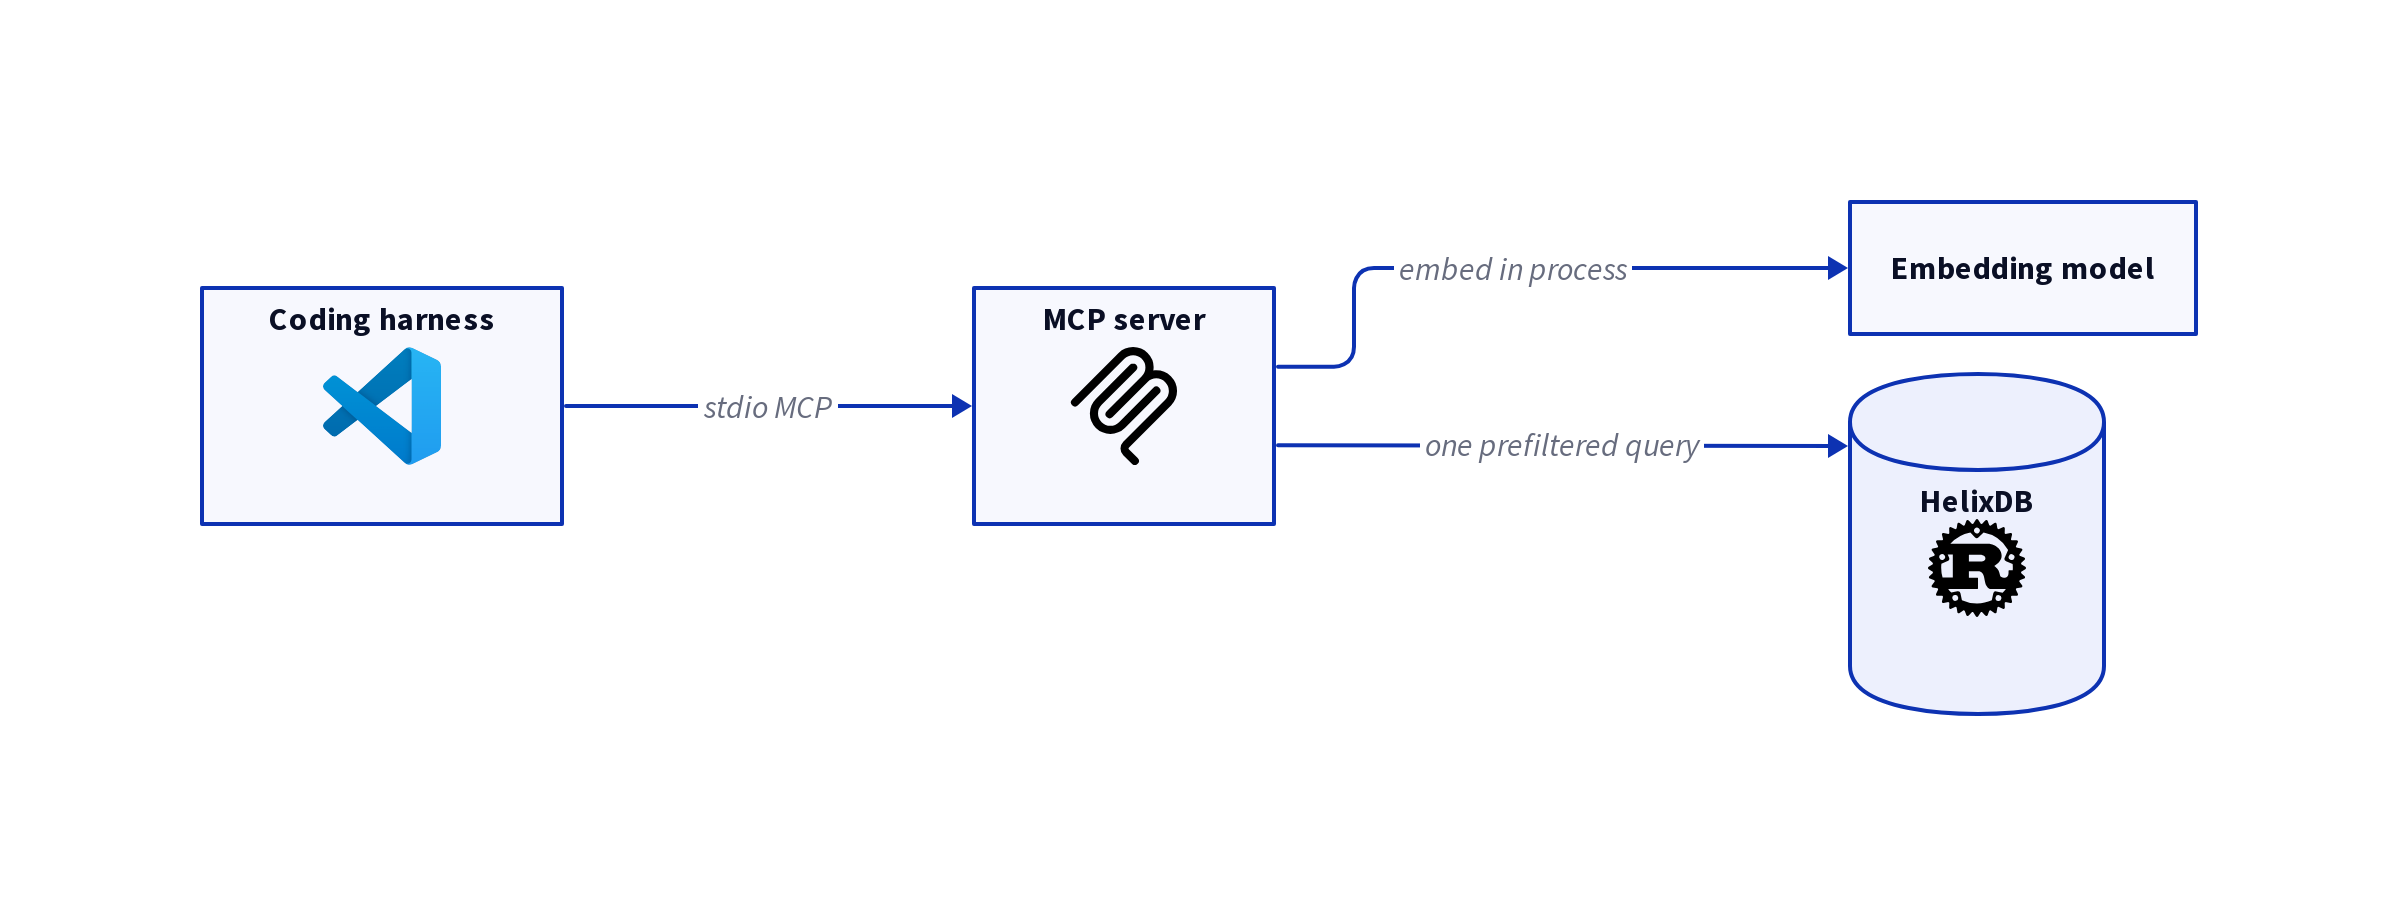 Coding harness
stdio MCP
MCP server
embed in process
Embedding model
one prefiltered query
HelixDB
R